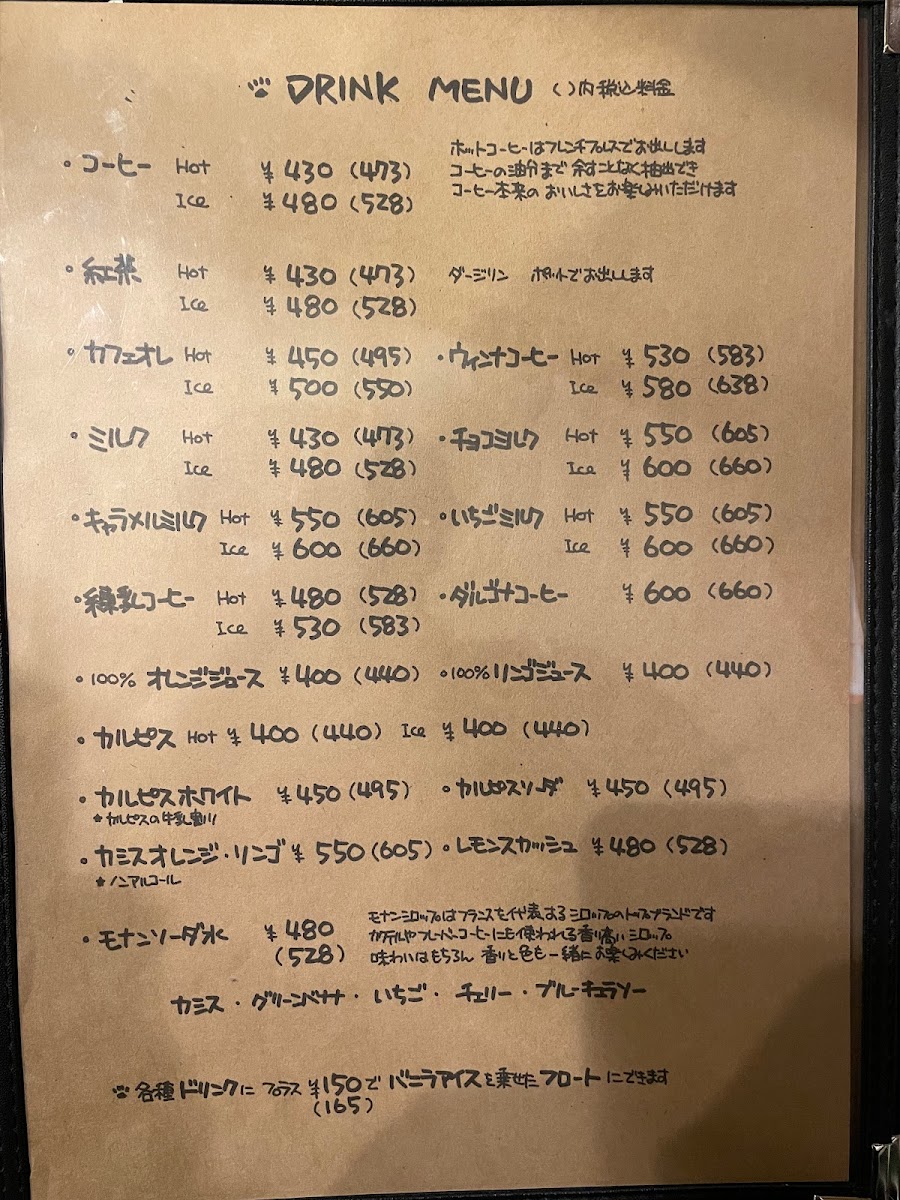 DRINK MENU ( )内税込料金
・コーヒー Hot ¥430 (473)
Ice ¥480 (528)
ホットコーヒーはフレンチプレスでお出しします
コーヒーの油分まで余すことなく抽出でき
コーヒー本来のおいしさをお楽しみいただけます
・紅茶 Hot ¥430 (473) ダージリン ポットでお出しします
Ice ¥480 (528)
・カフェオレ Hot ¥450 (495) ・ウィンナコーヒー Hot ¥530 (583)
Ice ¥500 (550) Ice ¥580 (638)
・ミルク Hot ¥430 (473) ・チョコミルク Hot ¥550 (605)
Ice ¥480 (528) Ice ¥600 (660)
・キャラメルミルク Hot ¥550 (605) ・いちごミルク Hot ¥550 (605)
Ice ¥600 (660) Ice ¥600 (660)
・練乳コーヒー Hot ¥480 (528) ・ダルゴナコーヒー ¥600 (660)
Ice ¥530 (583)
・100% オレンジジュース ¥400 (440) ・100% リンゴジュース ¥400 (440)
・カルピス Hot ¥400 (440) Ice ¥400 (440)
・カルピスホワイト ¥450 (495) ・カルピスソーダ ¥450 (495)
*カルピスの牛乳割り
・カシスオレンジ・リンゴ ¥550 (605) ・レモンスカッシュ ¥480 (528)
*ノンアルコール
・モナンソーダ水 ¥480
(528)
モナンシロップはフランスを代表するシロップのトップブランドです
カクテルやフレーバーコーヒーにも使われる香り高いシロップ
味わいはもちろん 香りと色も一緒にお楽しみください
カシス・グリーンバナナ・いちご・チェリー・ブルーキュラソー
各種ドリンクに プラス ¥150で バニラアイスを乗せたフロートにできます
(165)